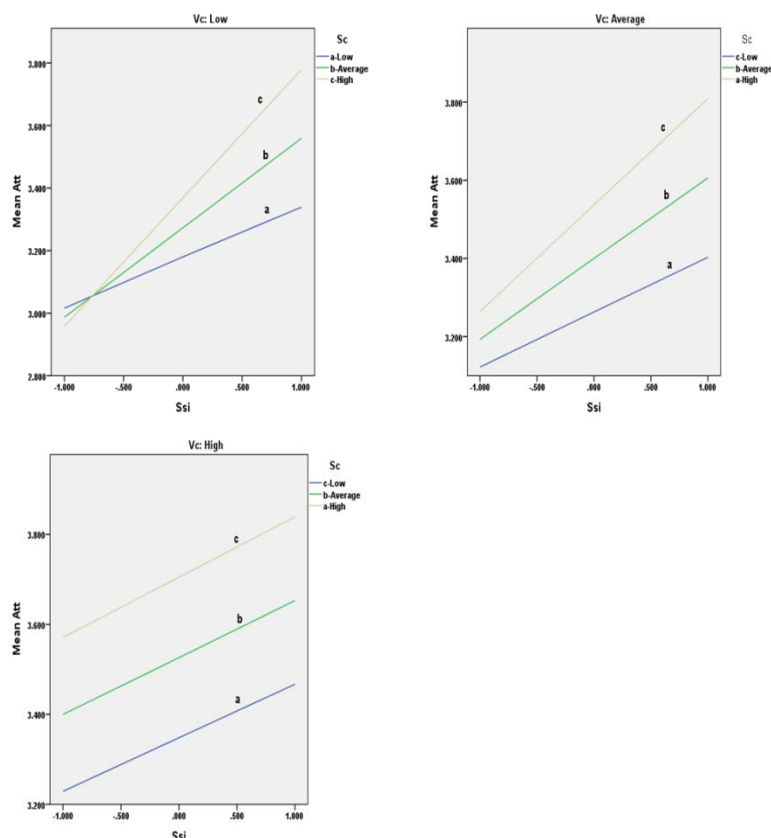 Vc: Low
Sc
a-Low
b-Average
c-High
3.800
3.600
3.400
3.200
3.000
2.800
Mean Att
c
b
a
-1.000 -.500 .000 .500 1.000
Ssi
Vc: Average
Sc
c-Low
b-Average
a-High
3.800
3.600
3.400
3.200
Mean Att
c
b
a
-1.000 -.500 .000 .500 1.000
Ssi
Vc: High
Sc
c-Low
b-Average
a-High
3.800
3.600
3.400
3.200
Mean Att
c
b
a
-1.000 -.500 .000 .500 1.000
Ssi